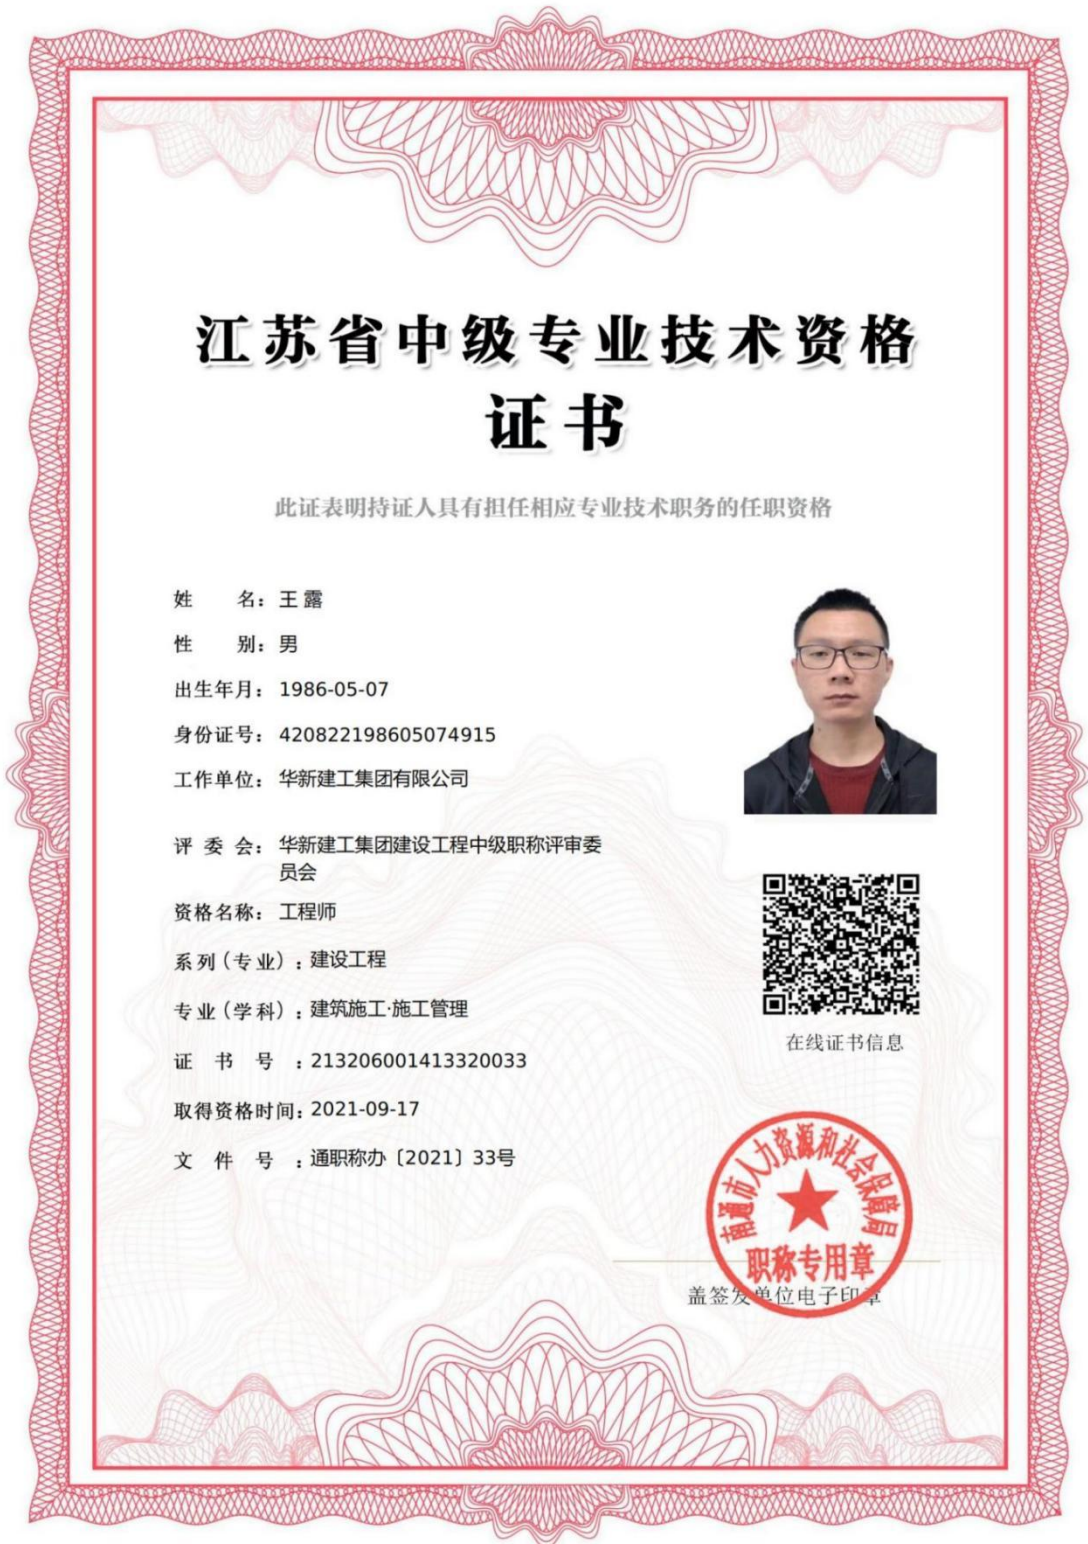 江苏省中级专业技术资格
证书
此证表明持证人具有担任相应专业技术职务的任职资格
姓 名：王 露
性 别：男
出生年月：1986-05-07
身份证号：420822198605074915
工作单位：华新建工集团有限公司
评 委 会：华新建工集团建设工程中级职称评审委
员会
资格名称：工程师
系列（专业）：建设工程
专业（学科）：建筑施工·施工管理
证 书 号：213206001413320033
取得资格时间：2021-09-17
文 件 号：通职称办〔2021〕33号
在线证书信息
南通市人力资源和社会保障局
职称专用章
盖签发单位电子印章